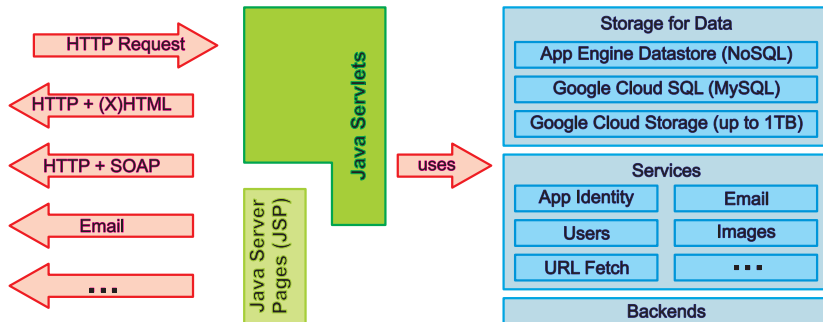 HTTP Request
HTTP + (X)HTML
HTTP + SOAP
Email
...
Java Servlets
Java Server
Pages (JSP)
uses
Storage for Data
App Engine Datastore (NoSQL)
Google Cloud SQL (MySQL)
Google Cloud Storage (up to 1TB)
Services
App Identity
Email
Users
Images
URL Fetch
...
Backends